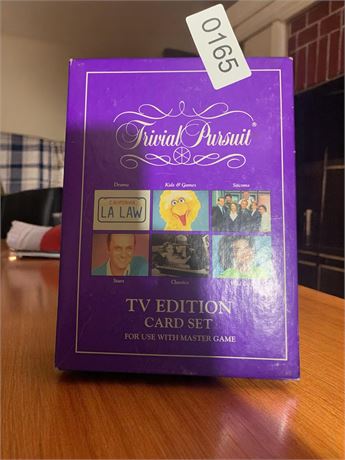 0165
Trivial Pursuit®
Drama Kids & Games Sitcoms
LA LAW
Stars Classics
TV EDITION
CARD SET
FOR USE WITH MASTER GAME